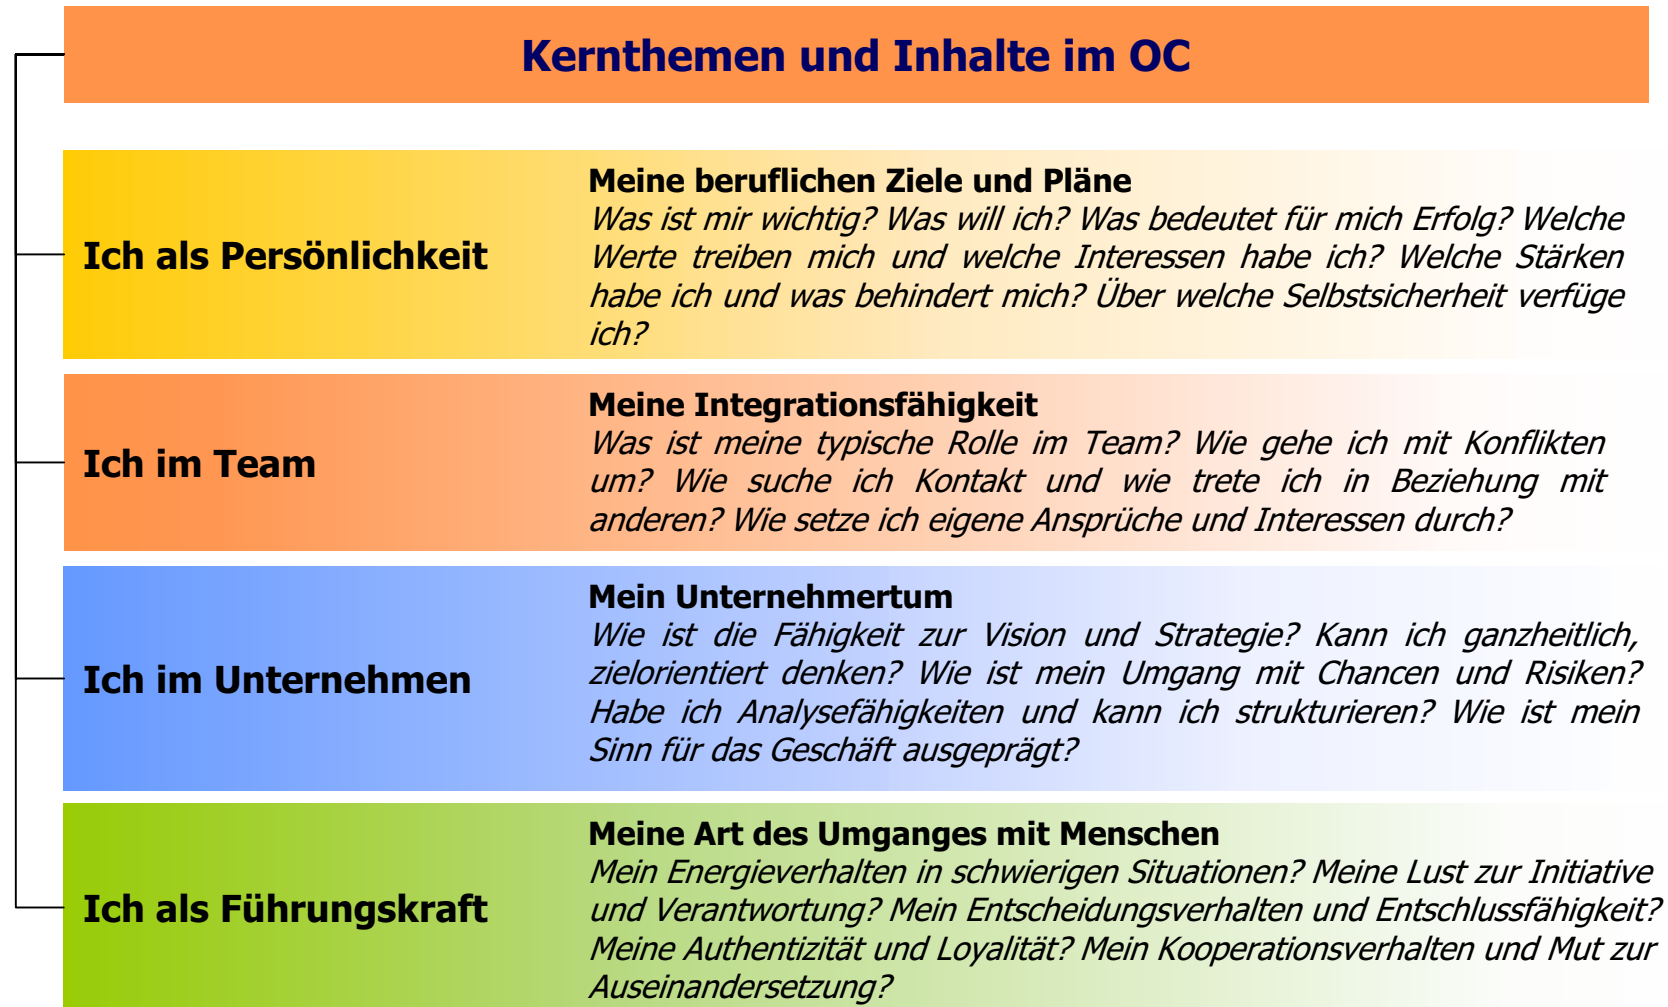 Kernthemen und Inhalte im OC
Ich als Persönlichkeit
Meine beruflichen Ziele und Pläne
Was ist mir wichtig? Was will ich? Was bedeutet für mich Erfolg? Welche
Werte treiben mich und welche Interessen habe ich? Welche Stärken
habe ich und was behindert mich? Über welche Selbstsicherheit verfüge
ich?
Ich im Team
Meine Integrationsfähigkeit
Was ist meine typische Rolle im Team? Wie gehe ich mit Konflikten
um? Wie suche ich Kontakt und wie trete ich in Beziehung mit
anderen? Wie setze ich eigene Ansprüche und Interessen durch?
Ich im Unternehmen
Mein Unternehmertum
Wie ist die Fähigkeit zur Vision und Strategie? Kann ich ganzheitlich,
zielorientiert denken? Wie ist mein Umgang mit Chancen und Risiken?
Habe ich Analysefähigkeiten und kann ich strukturieren? Wie ist mein
Sinn für das Geschäft ausgeprägt?
Ich als Führungskraft
Meine Art des Umganges mit Menschen
Mein Energieverhalten in schwierigen Situationen? Meine Lust zur Initiative
und Verantwortung? Mein Entscheidungsverhalten und Entschlussfähigkeit?
Meine Authentizität und Loyalität? Mein Kooperationsverhalten und Mut zur
Auseinandersetzung?